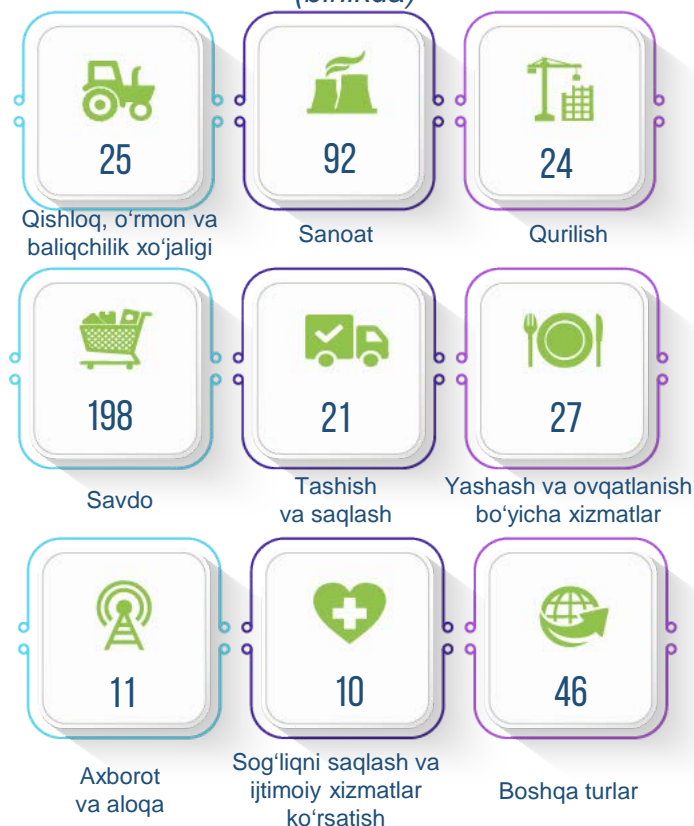 (birlikda)
25
92
24
Qishloq, o‘rmon va
baliqchilik xo‘jaligi
Sanoat
Qurilish
198
21
27
Savdo
Tashish
va saqlash
Yashash va ovqatlanish
bo‘yicha xizmatlar
11
10
46
Axborot
va aloqa
Sog‘liqni saqlash va
ijtimoiy xizmatlar
ko‘rsatish
Boshqa turlar